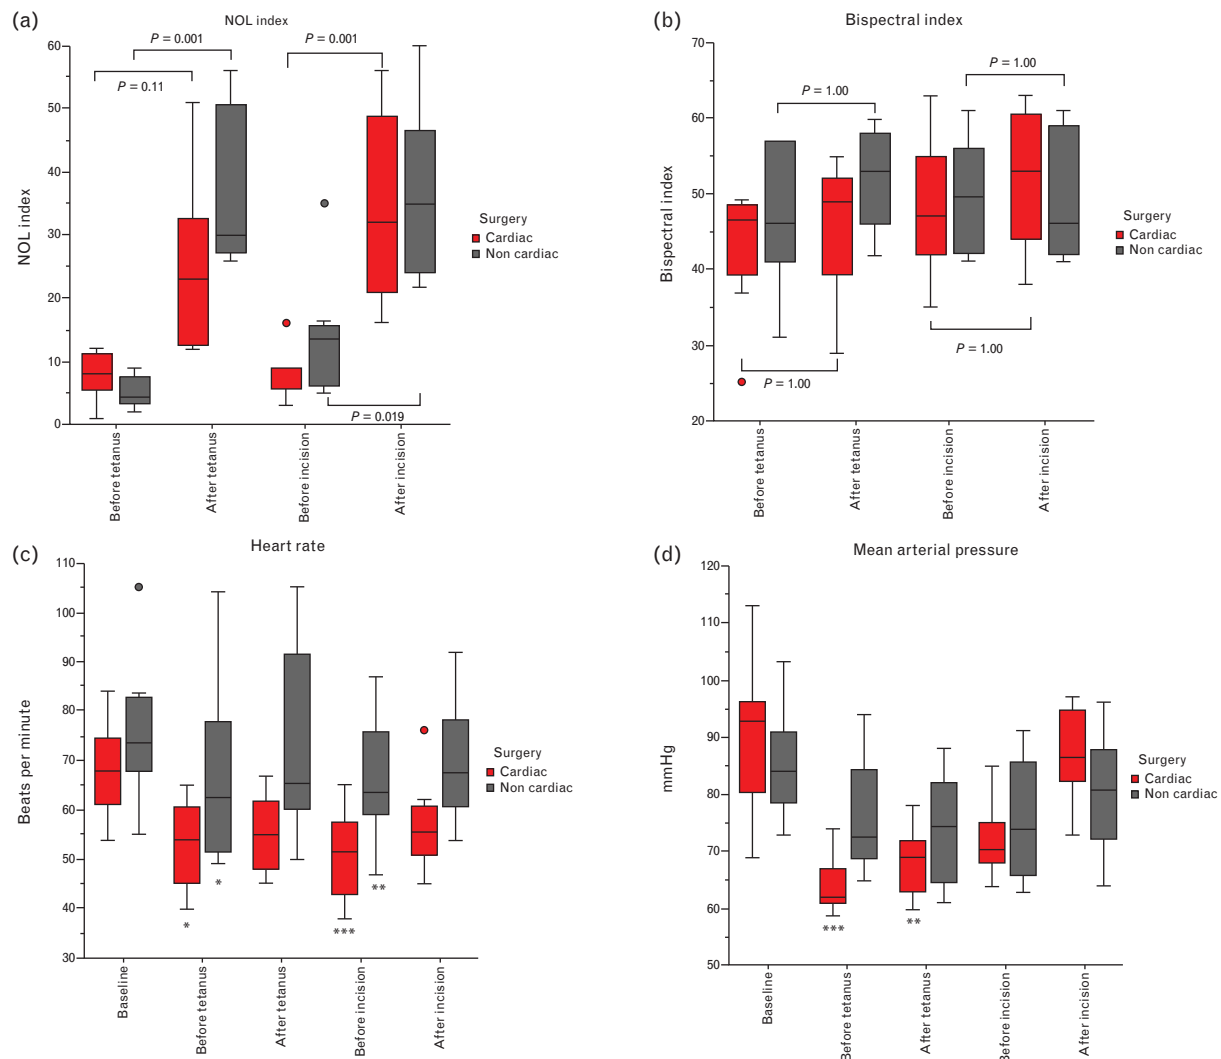 (a)
NOL index
NOL index
60
50
40
30
20
10
0
P = 0.001
P = 0.11
P = 0.001
P = 0.019
Before tetanus
After tetanus
Before incision
After incision
Surgery
Cardiac
Non cardiac
(b)
Bispectral index
Bispectral index
70
60
50
40
30
20
P = 1.00
P = 1.00
P = 1.00
P = 1.00
Before tetanus
After tetanus
Before incision
After incision
Surgery
Cardiac
Non cardiac
(c)
Heart rate
Beats per minute
110
100
90
80
70
60
50
40
30
*
*
***
**
Baseline
Before tetanus
After tetanus
Before incision
After incision
Surgery
Cardiac
Non cardiac
(d)
Mean arterial pressure
mmHg
120
110
100
90
80
70
60
50
***
**
Baseline
Before tetanus
After tetanus
Before incision
After incision
Surgery
Cardiac
Non cardiac